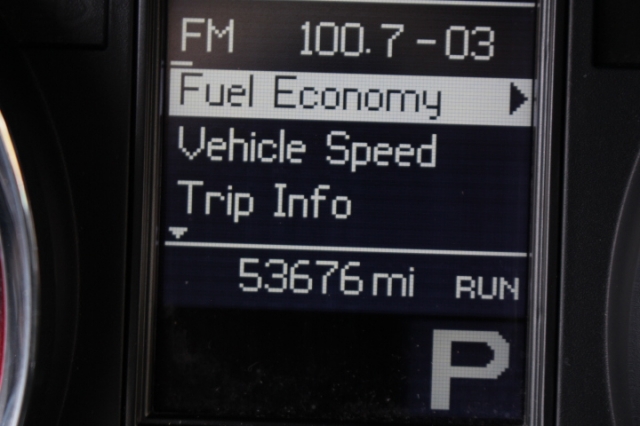 FM 100.7-03
Fuel Economy
Vehicle Speed
Trip Info
53676 mi RUN
P